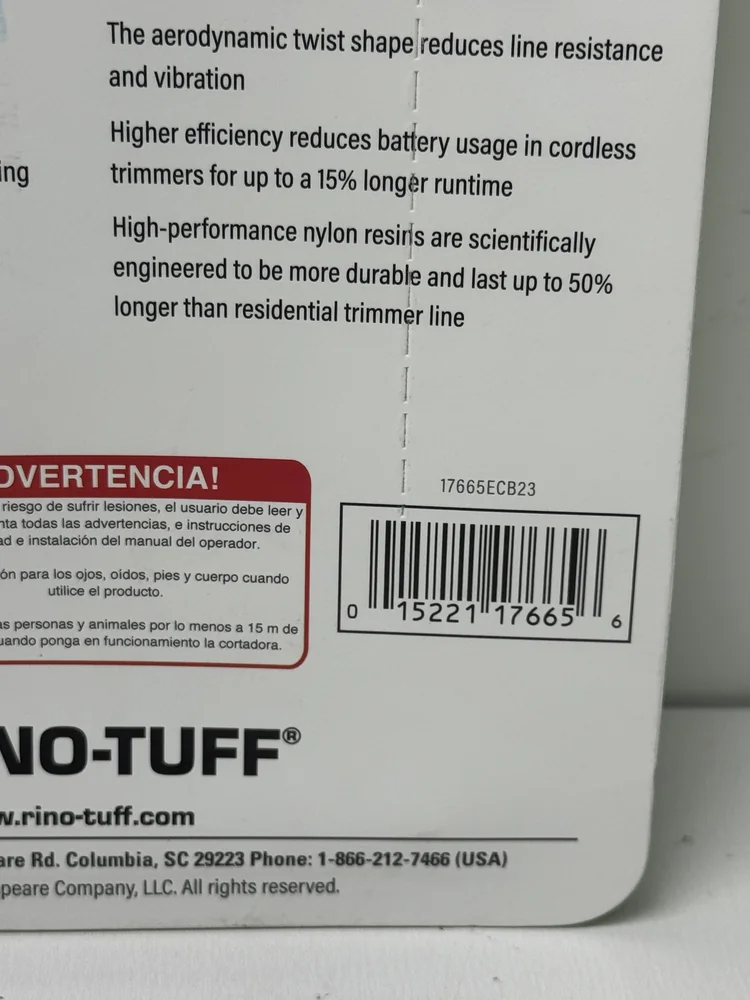 The aerodynamic twist shape reduces line resistance
and vibration
Higher efficiency reduces battery usage in cordless
trimmers for up to a 15% longer runtime
ing
High-performance nylon resins are scientifically
engineered to be more durable and last up to 50%
longer than residential trimmer line
DVERTENCIA!
riesgo de sufrir lesiones, el usuario debe leer y
nta todas las advertencias, e instrucciones de
ad e instalación del manual del operador.
ón para los ojos, oídos, pies y cuerpo cuando
utilice el producto.
as personas y animales por lo menos a 15 m de
uando ponga en funcionamiento la cortadora.
17665ECB23
0 15221 17665 6
NO-TUFF®
w.rino-tuff.com
are Rd. Columbia, SC 29223 Phone: 1-866-212-7466 (USA)
peare Company, LLC. All rights reserved.